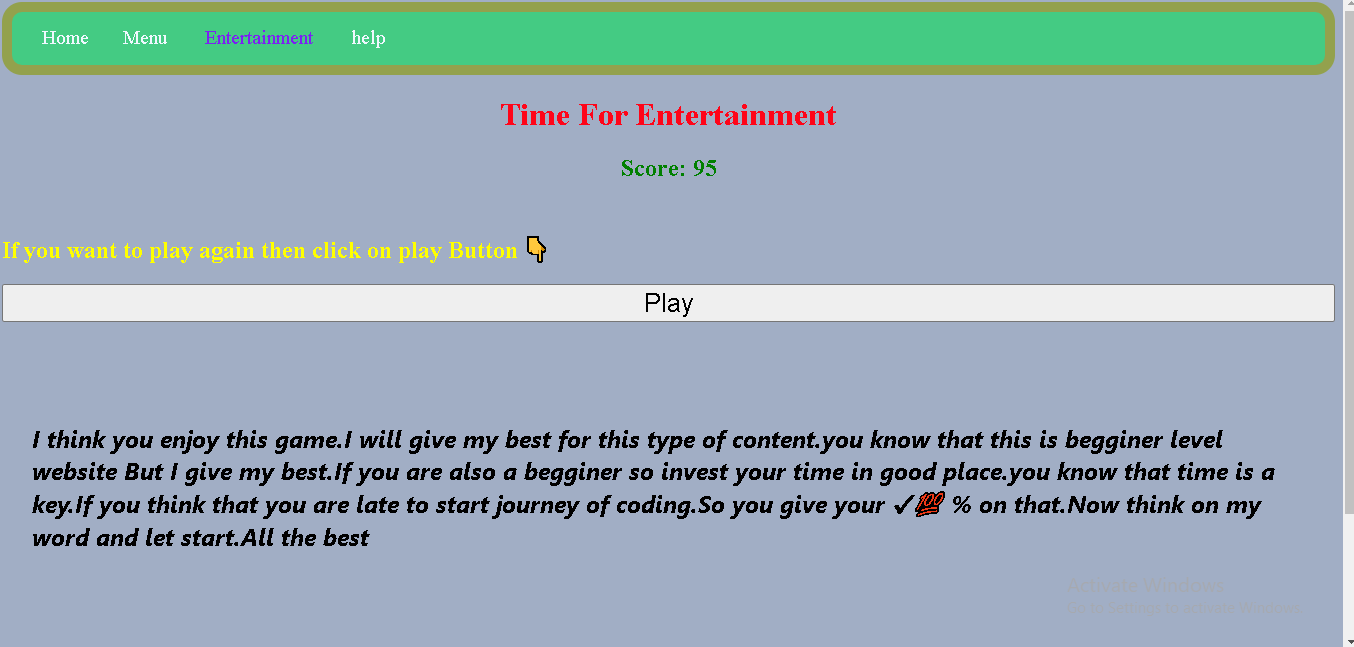 Home Menu Entertainment help
Time For Entertainment
Score: 95
If you want to play again then click on play Button 👇
Play
I think you enjoy this game.I will give my best for this type of content.you know that this is begginer level
website But I give my best.If you are also a begginer so invest your time in good place.you know that time is a
key.If you think that you are late to start journey of coding.So you give your ✓💯 % on that.Now think on my
word and let start.All the best
Activate Windows
Go to Settings to activate Windows.